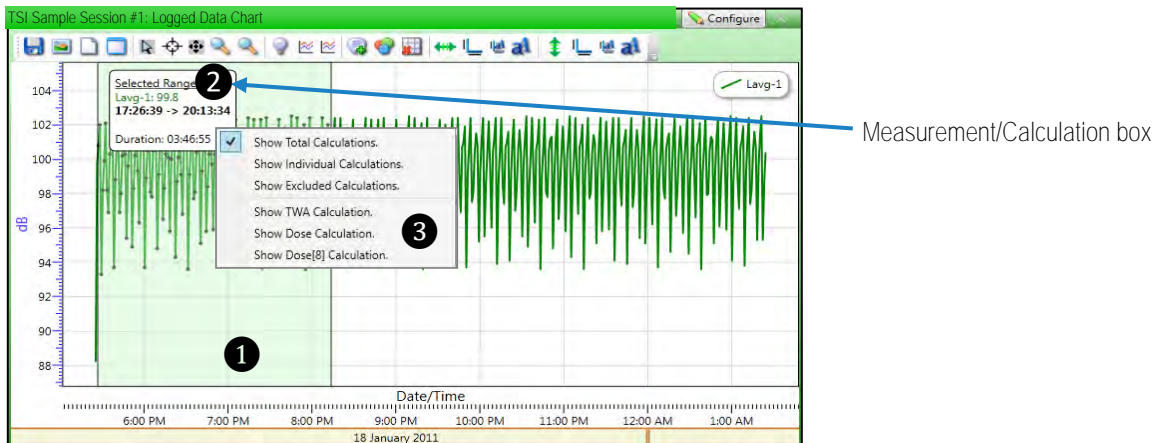 TSI Sample Session #1: Logged Data Chart
Configure
Selected Range
2
Lavg-1: 99.8
17:26:39 -> 20:13:34
Duration: 03:46:55
Lavg-1
Measurement/Calculation box
Show Total Calculations.
Show Individual Calculations.
Show Excluded Calculations.
Show TWA Calculation.
Show Dose Calculation.
3
Show Dose[8] Calculation.
104
102
100
98
dB
96
94
92
90
88
1
Date/Time
6:00 PM 7:00 PM 8:00 PM 9:00 PM 10:00 PM 11:00 PM 12:00 AM 1:00 AM
18 January 2011